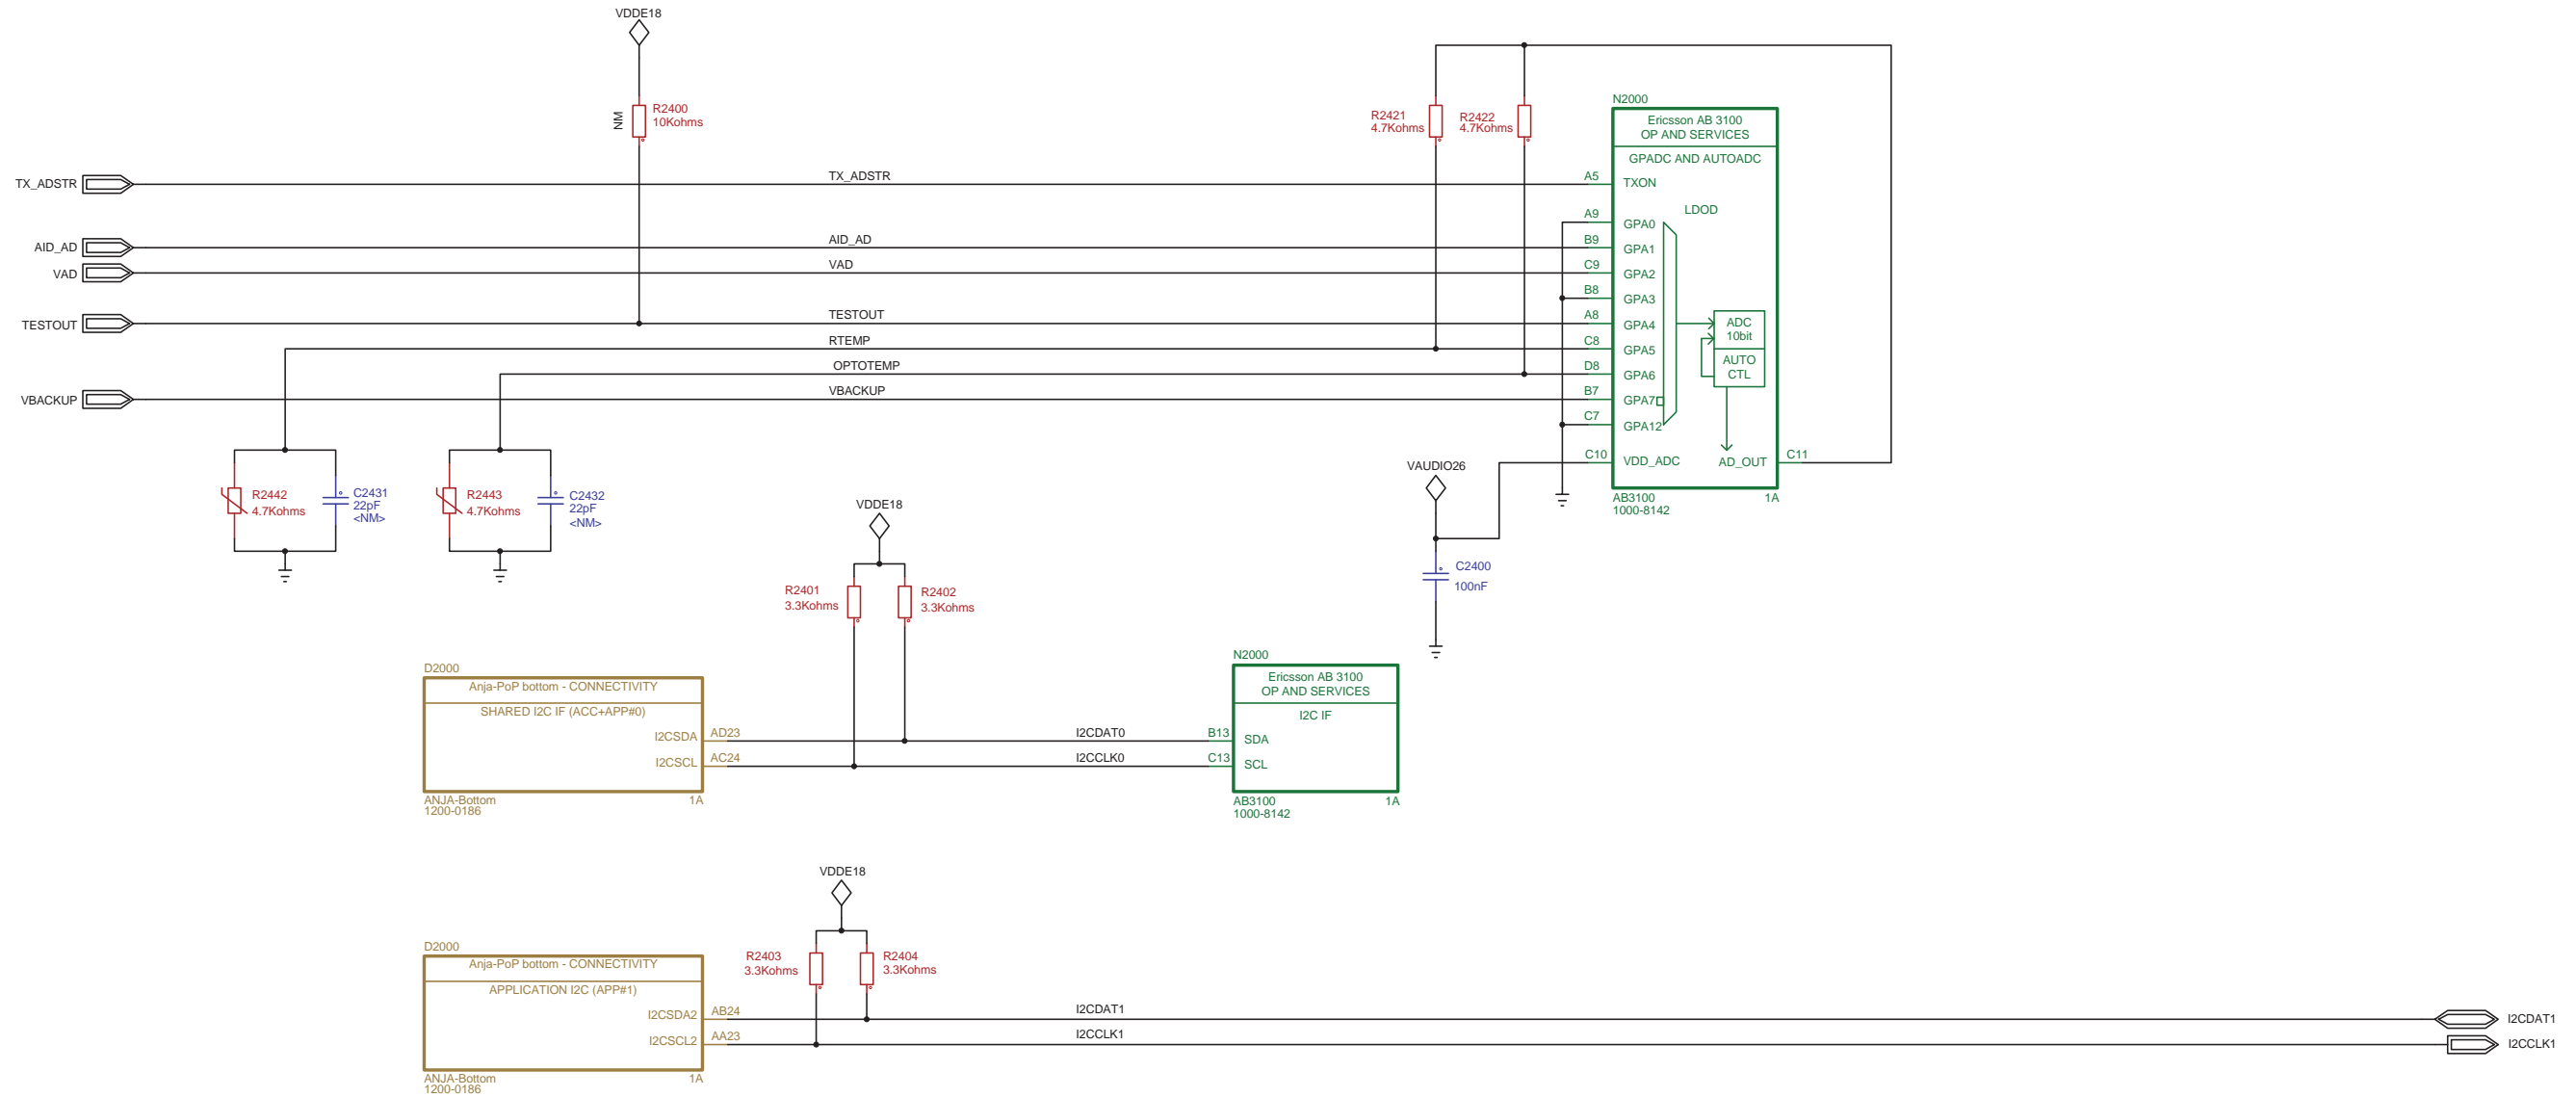 VDDE18
NM
R2400
10Kohms
R2421
4.7Kohms
R2422
4.7Kohms
N2000
Ericsson AB 3100
OP AND SERVICES
GPADC AND AUTOADC
TX_ADSTR
TX_ADSTR
A5
TXON
LDOD
A9
GPA0
AID_AD
AID_AD
B9
GPA1
VAD
VAD
C9
GPA2
B8
GPA3
TESTOUT
TESTOUT
A8
GPA4
ADC
10bit
RTEMP
C8
GPA5
AUTO
CTL
OPTOTEMP
D8
GPA6
VBACKUP
VBACKUP
B7
GPA7
C7
GPA12
C10
VDD_ADC
AD_OUT
C11
AB3100
1A
1000-8142
R2442
4.7Kohms
C2431
22pF
<NM>
R2443
4.7Kohms
C2432
22pF
<NM>
VAUDIO26
C2400
100nF
VDDE18
R2401
3.3Kohms
R2402
3.3Kohms
D2000
Anja-PoP bottom - CONNECTIVITY
SHARED I2C IF (ACC+APP#0)
I2CSDA
AD23
I2CSCL
AC24
ANJA-Bottom
1A
1200-0186
I2CDAT0
I2CCLK0
N2000
Ericsson AB 3100
OP AND SERVICES
I2C IF
B13
SDA
C13
SCL
AB3100
1A
1000-8142
VDDE18
R2403
3.3Kohms
R2404
3.3Kohms
D2000
Anja-PoP bottom - CONNECTIVITY
APPLICATION I2C (APP#1)
I2CSDA2
AB24
I2CSCL2
AA23
ANJA-Bottom
1A
1200-0186
I2CDAT1
I2CCLK1
I2CDAT1
I2CCLK1